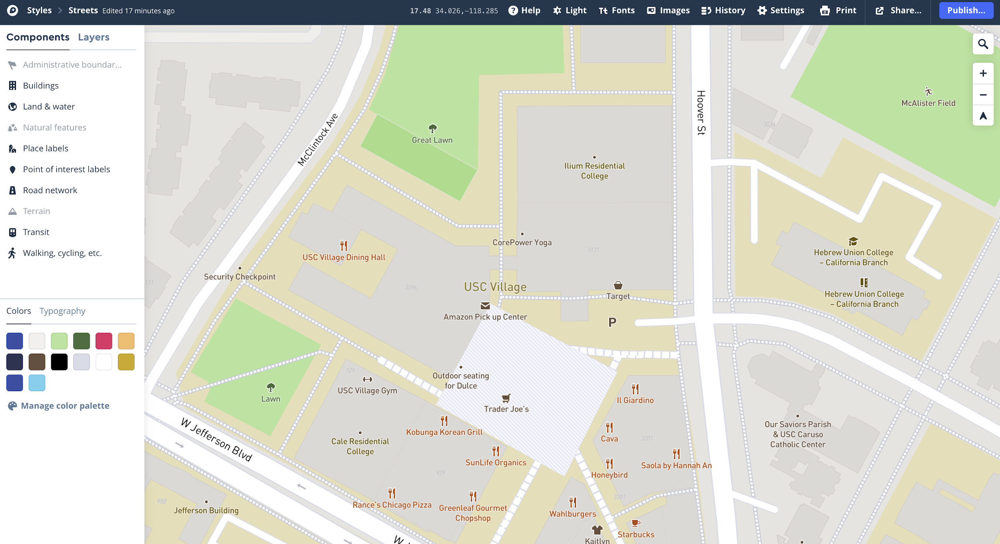 Styles > Streets Edited 17 minutes ago
17.48 34.026,−118.285
Help
Light
Tt Fonts
Images
History
Settings
Print
Share...
Publish...
Components Layers
Administrative boundar...
Buildings
Land & water
Natural features
Place labels
Point of interest labels
Road network
Terrain
Transit
Walking, cycling, etc.
Colors Typography
Manage color palette
McClintock Ave
Hoover St
McAlister Field
3036
Great Lawn
Ilium Residential
College
CorePower Yoga
3131
USC Village Dining Hall
Hebrew Union College
– California Branch
Security Checkpoint
131
3096
USC Village
Target
Hebrew Union College
– California Branch
Amazon Pick up Center
P
929
Outdoor seating
for Dulce
USC Village Gym
Lawn
Trader Joe's
Il Giardino
W Jefferson Blvd
Kobunga Korean Grill
Cava
3201
Our Saviors Parish
& USC Caruso
Catholic Center
Cale Residential
College
SunLife Organics
Saola by Hannah An
929
Honeybird
3201
950
Jefferson Building
Rance's Chicago Pizza
Greenleaf Gourmet
Chopshop
Wahlburgers
Starbucks
Kaitlyn
W J